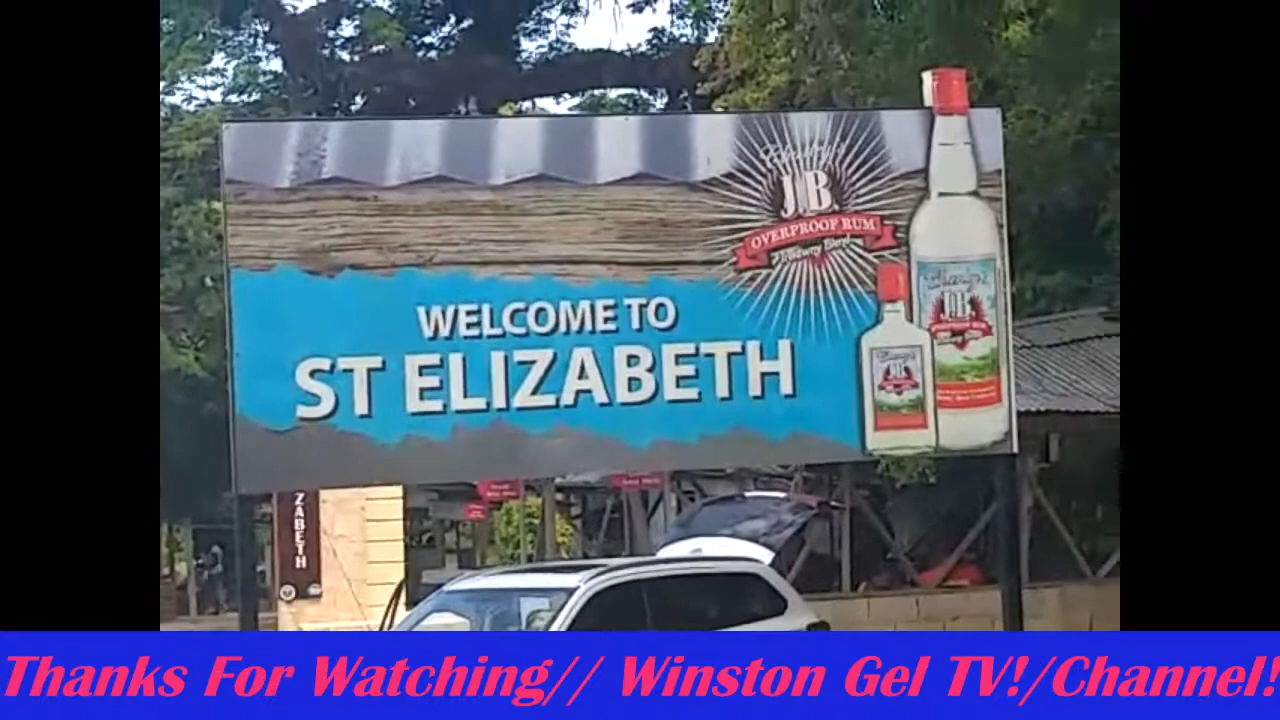 J.B.
OVERPROOF RUM
WELCOME TO
ST ELIZABETH
J.B.
J.B.
ZABETH
Thanks For Watching// Winston Gel TV!/Channel!